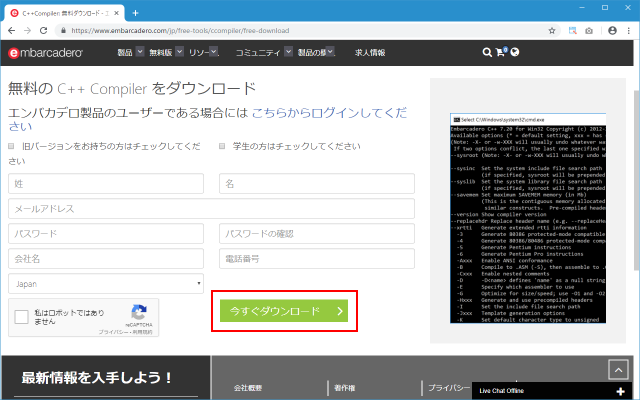 C++Compiler: 無料ダウンロード - エ
https://www.embarcadero.com/jp/free-tools/ccompiler/free-download
embarcadero 製品 無料版 リソー コミュニティ 求人情報
無料の C++ Compiler をダウンロード
エンバカデロ製品のユーザーである場合には こちらからログインしてくだ
さい
旧バージョンをお持ちの方はチェックしてくだ
さい
学生の方はチェックしてください
姓 名
メールアドレス
パスワード パスワードの確認
会社名 電話番号
Japan
私はロボットではあり
ません
reCAPTCHA
プライバシー - 利用規約
今すぐダウンロード
Select C:\Windows\system32\cmd.exe
Embarcadero C++ 7.20 for Win32 Copyright (c) 2012-
Available options (* = default setting, xxx = has
(Note: -X- or -w-XXX will usually undo whatever wa
If two options conflict, the last one specified w
--sysroot (Note: -X- or -w-XXX will usually undo wh
--sysinc Set the system include file search path
(if specified, sysroot will be prepended
--syslib Set the system library file search path
(if specified, sysroot will be prepended
--savemem Set maximum SAVEMEM memory (in Mb)
(This is the contiguous memory allocated
similar constructs. Pre-compiled heade
--version Show compiler version
--replacehdr Replace header name (e.g. --replaceHe
--xrtti Generate extended rtti information
-3 Generate 80386 protected-mode compatible
-4 Generate 80386/80486 protected-mode comp
-5 Generate Pentium instructions
-6 Generate Pentium Pro instructions
-Axxx Enable ANSI conformance
-B Compile to .ASM (-S), then assemble to .
-Cxxx Enable nested comments
-D -D<name> defines 'name' as a null string
-E Specify which assembler to use
-G Optimize for size/speed; use -O1 and -O2
-Hxxx Generate and use precompiled headers
-I Set the include file search path
-Jxxx Template generation options
-K Set default character type to unsigned
最新情報を入手しよう！
会社概要 著作権 プライバシー
Live Chat Offline